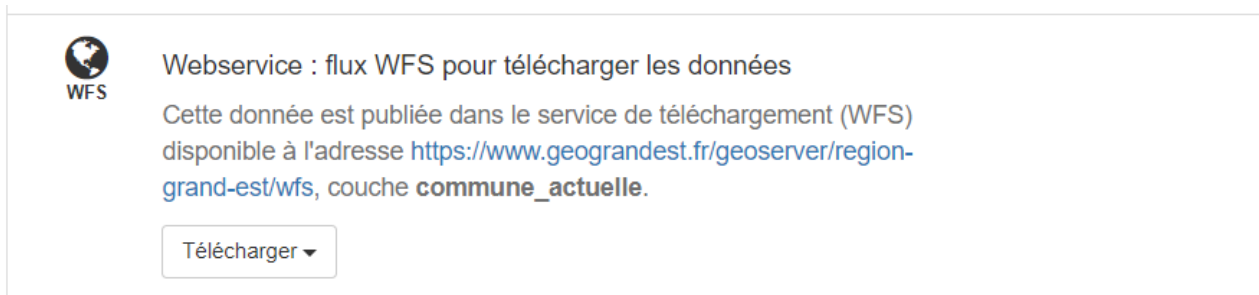 WFS
Webservice : flux WFS pour télécharger les données
Cette donnée est publiée dans le service de téléchargement (WFS)
disponible à l'adresse https://www.geograndest.fr/geoserver/region-
grand-est/wfs, couche commune_actuelle.
Télécharger